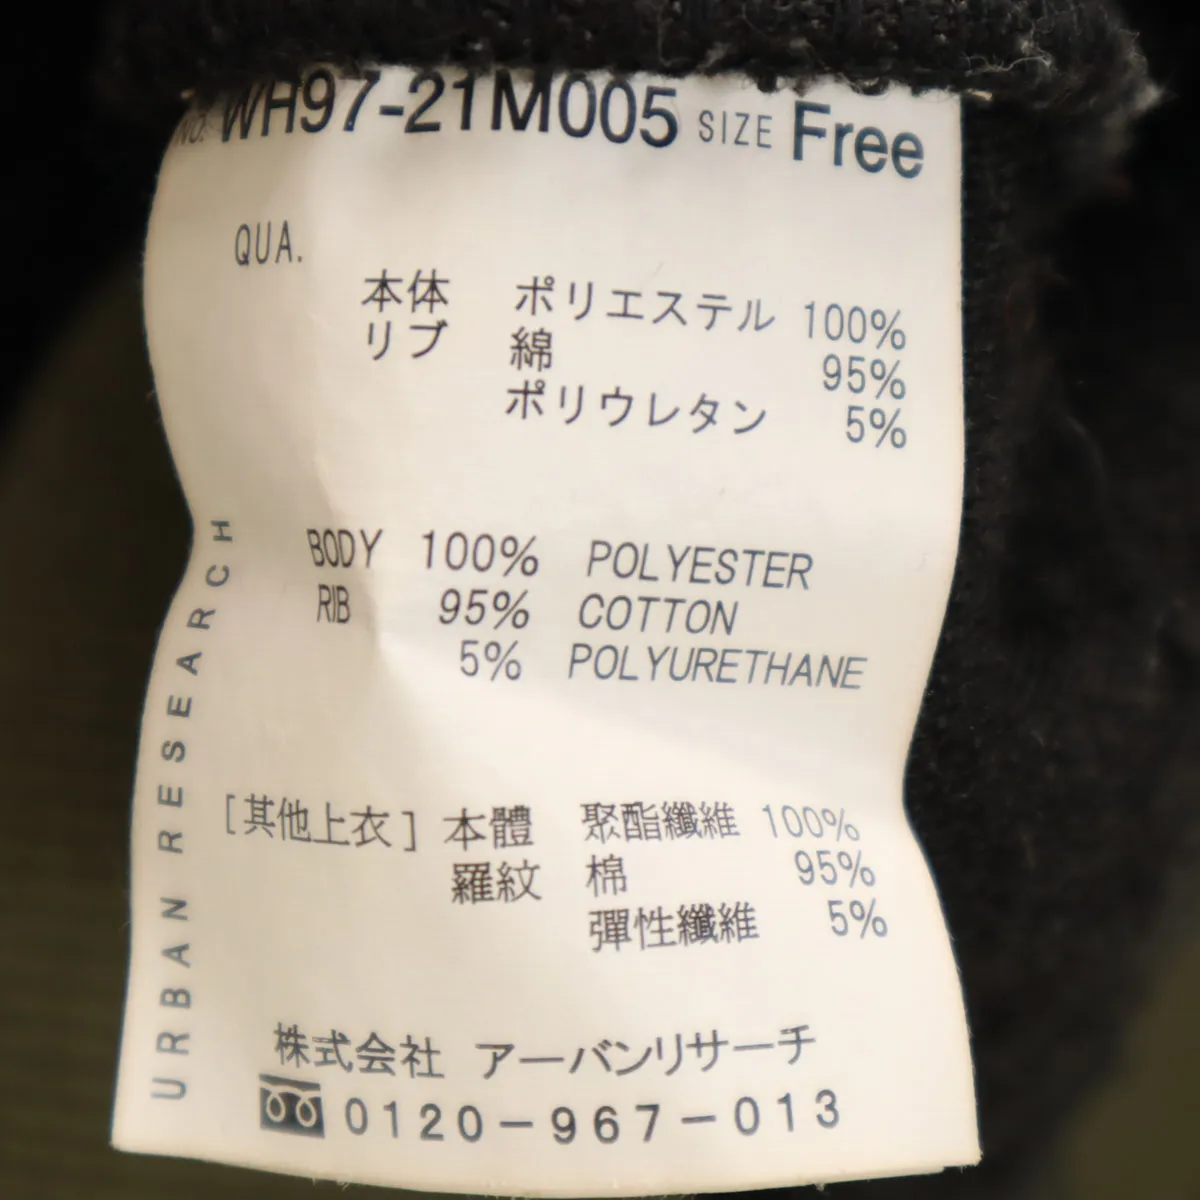 No. WH97-21M005 SIZE Free
QUA.
本体 ポリエステル 100%
リブ 綿 95%
ポリウレタン 5%
BODY 100% POLYESTER
RIB 95% COTTON
5% POLYURETHANE
[其他上衣] 本體 聚酯纖維 100%
羅紋 棉 95%
彈性纖維 5%
株式会社 アーバンリサーチ
0120-967-013
URBAN RESEARCH